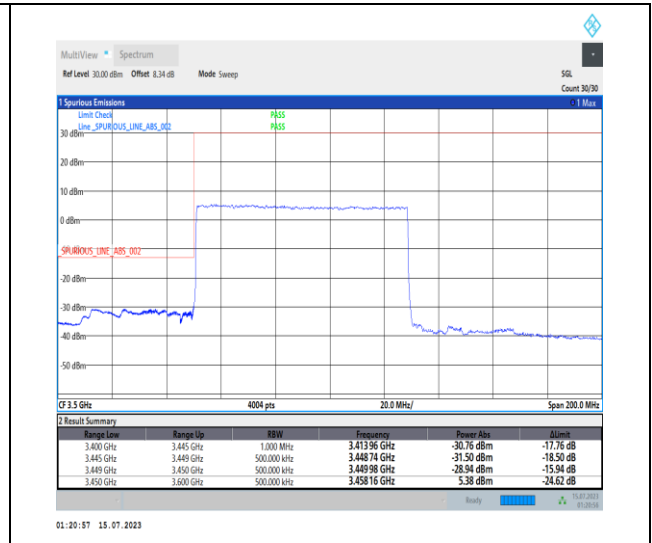 MultiView Spectrum
Ref Level 30.00 dBm Offset 8.34 dB Mode Sweep SGL
Count 30/30
1 Spurious Emissions 1 Max
Limit Check PASS
Line _SPURIOUS_LINE_ABS_002 PASS
30 dBm
20 dBm
10 dBm
0 dBm
_SPURIOUS_LINE_ABS_002
-20 dBm
-30 dBm
-40 dBm
-50 dBm
CF 3.5 GHz 4004 pts 20.0 MHz/ Span 200.0 MHz
2 Result Summary
Range Low Range Up RBW Frequency Power Abs ΔLimit
3.400 GHz 3.445 GHz 1.000 MHz 3.41396 GHz -30.76 dBm -17.76 dB
3.445 GHz 3.449 GHz 500.000 kHz 3.44874 GHz -31.50 dBm -18.50 dB
3.449 GHz 3.450 GHz 500.000 kHz 3.44998 GHz -28.94 dBm -15.94 dB
3.450 GHz 3.600 GHz 500.000 kHz 3.45816 GHz 5.38 dBm -24.62 dB
Ready 15.07.2023
01:20:56
01:20:57 15.07.2023